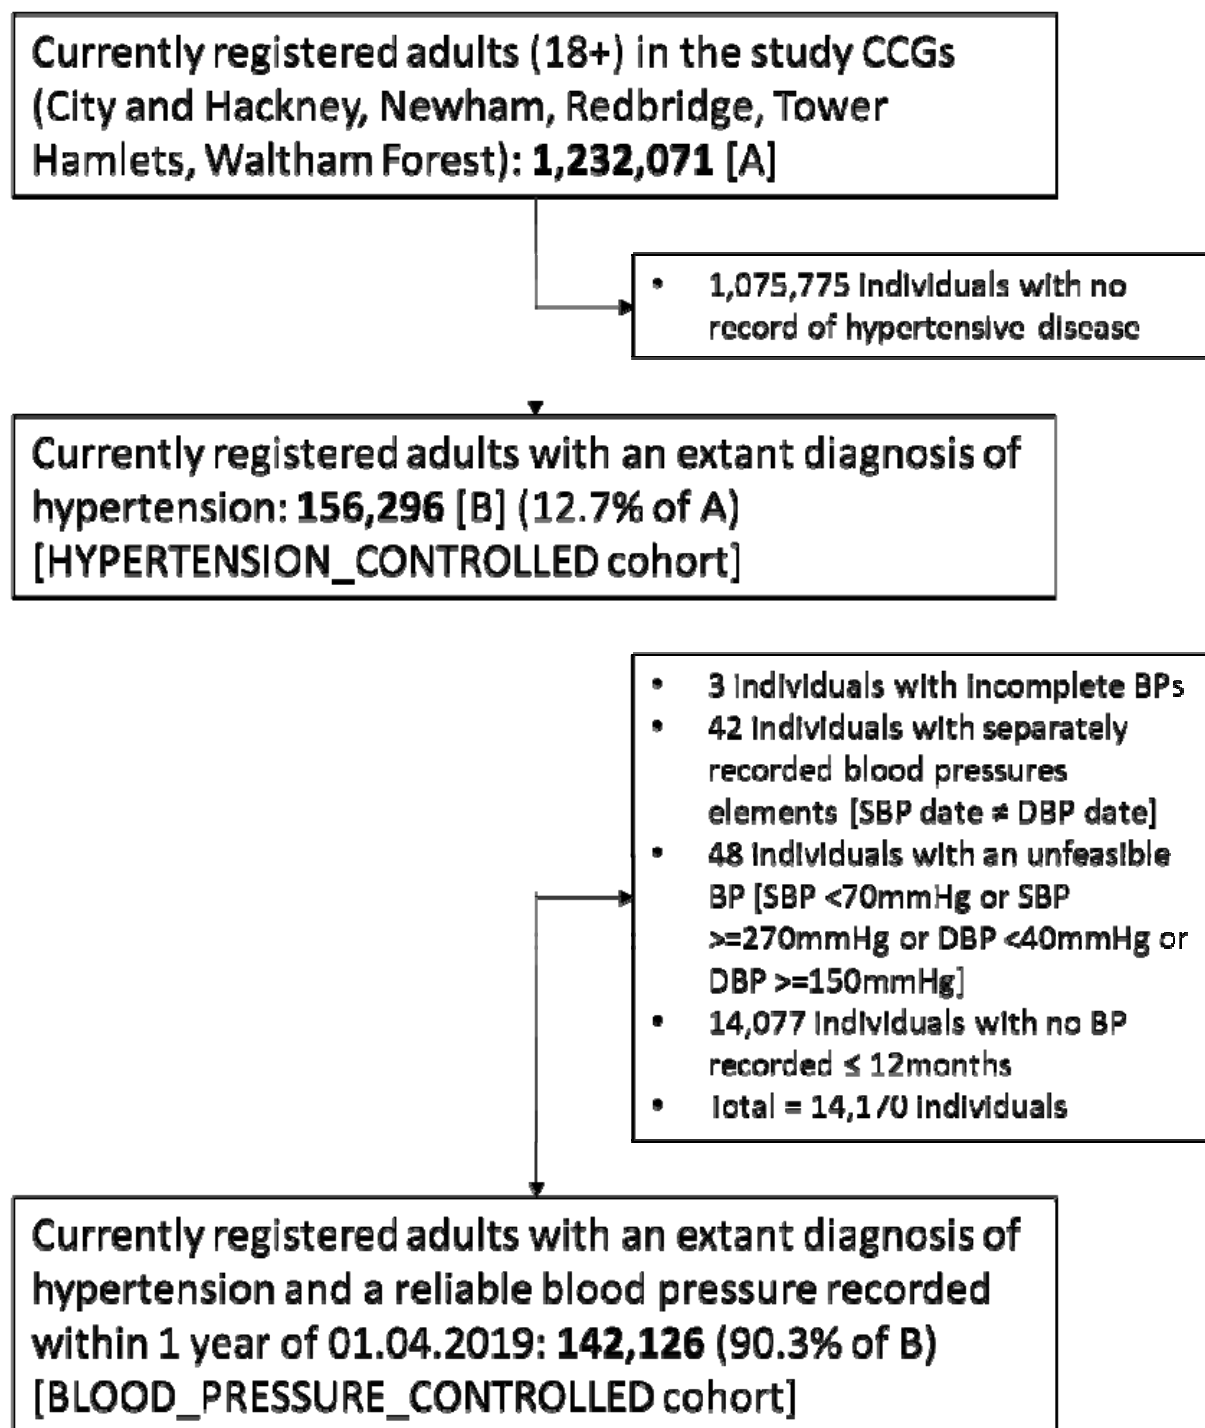 Currently registered adults (18+) in the study CCGs
(City and Hackney, Newham, Redbridge, Tower
Hamlets, Waltham Forest): 1,232,071 [A]
• 1,075,775 individuals with no
record of hypertensive disease
Currently registered adults with an extant diagnosis of
hypertension: 156,296 [B] (12.7% of A)
[HYPERTENSION_CONTROLLED cohort]
• 3 individuals with incomplete BPs
• 42 individuals with separately
recorded blood pressures
elements [SBP date ≠ DBP date]
• 48 individuals with an unfeasible
BP [SBP <70mmHg or SBP
>=270mmHg or DBP <40mmHg or
DBP >=150mmHg]
• 14,077 individuals with no BP
recorded ≤ 12months
• Total = 14,170 individuals
Currently registered adults with an extant diagnosis of
hypertension and a reliable blood pressure recorded
within 1 year of 01.04.2019: 142,126 (90.3% of B)
[BLOOD_PRESSURE_CONTROLLED cohort]